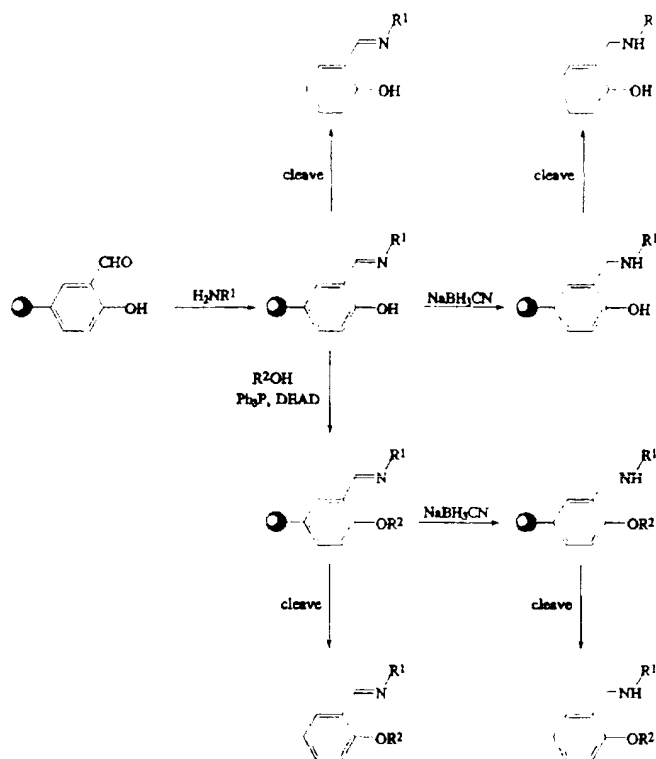 R¹
N
OH
R
NH
OH
cleave
cleave
CHO
OH
H₂NR¹
R¹
N
OH
NaBH₃CN
R¹
NH
OH
R²OH
Ph₃P, DEAD
R¹
N
OR²
NaBH₃CN
R¹
NH
OR²
cleave
cleave
R¹
N
OR²
R¹
NH
OR²